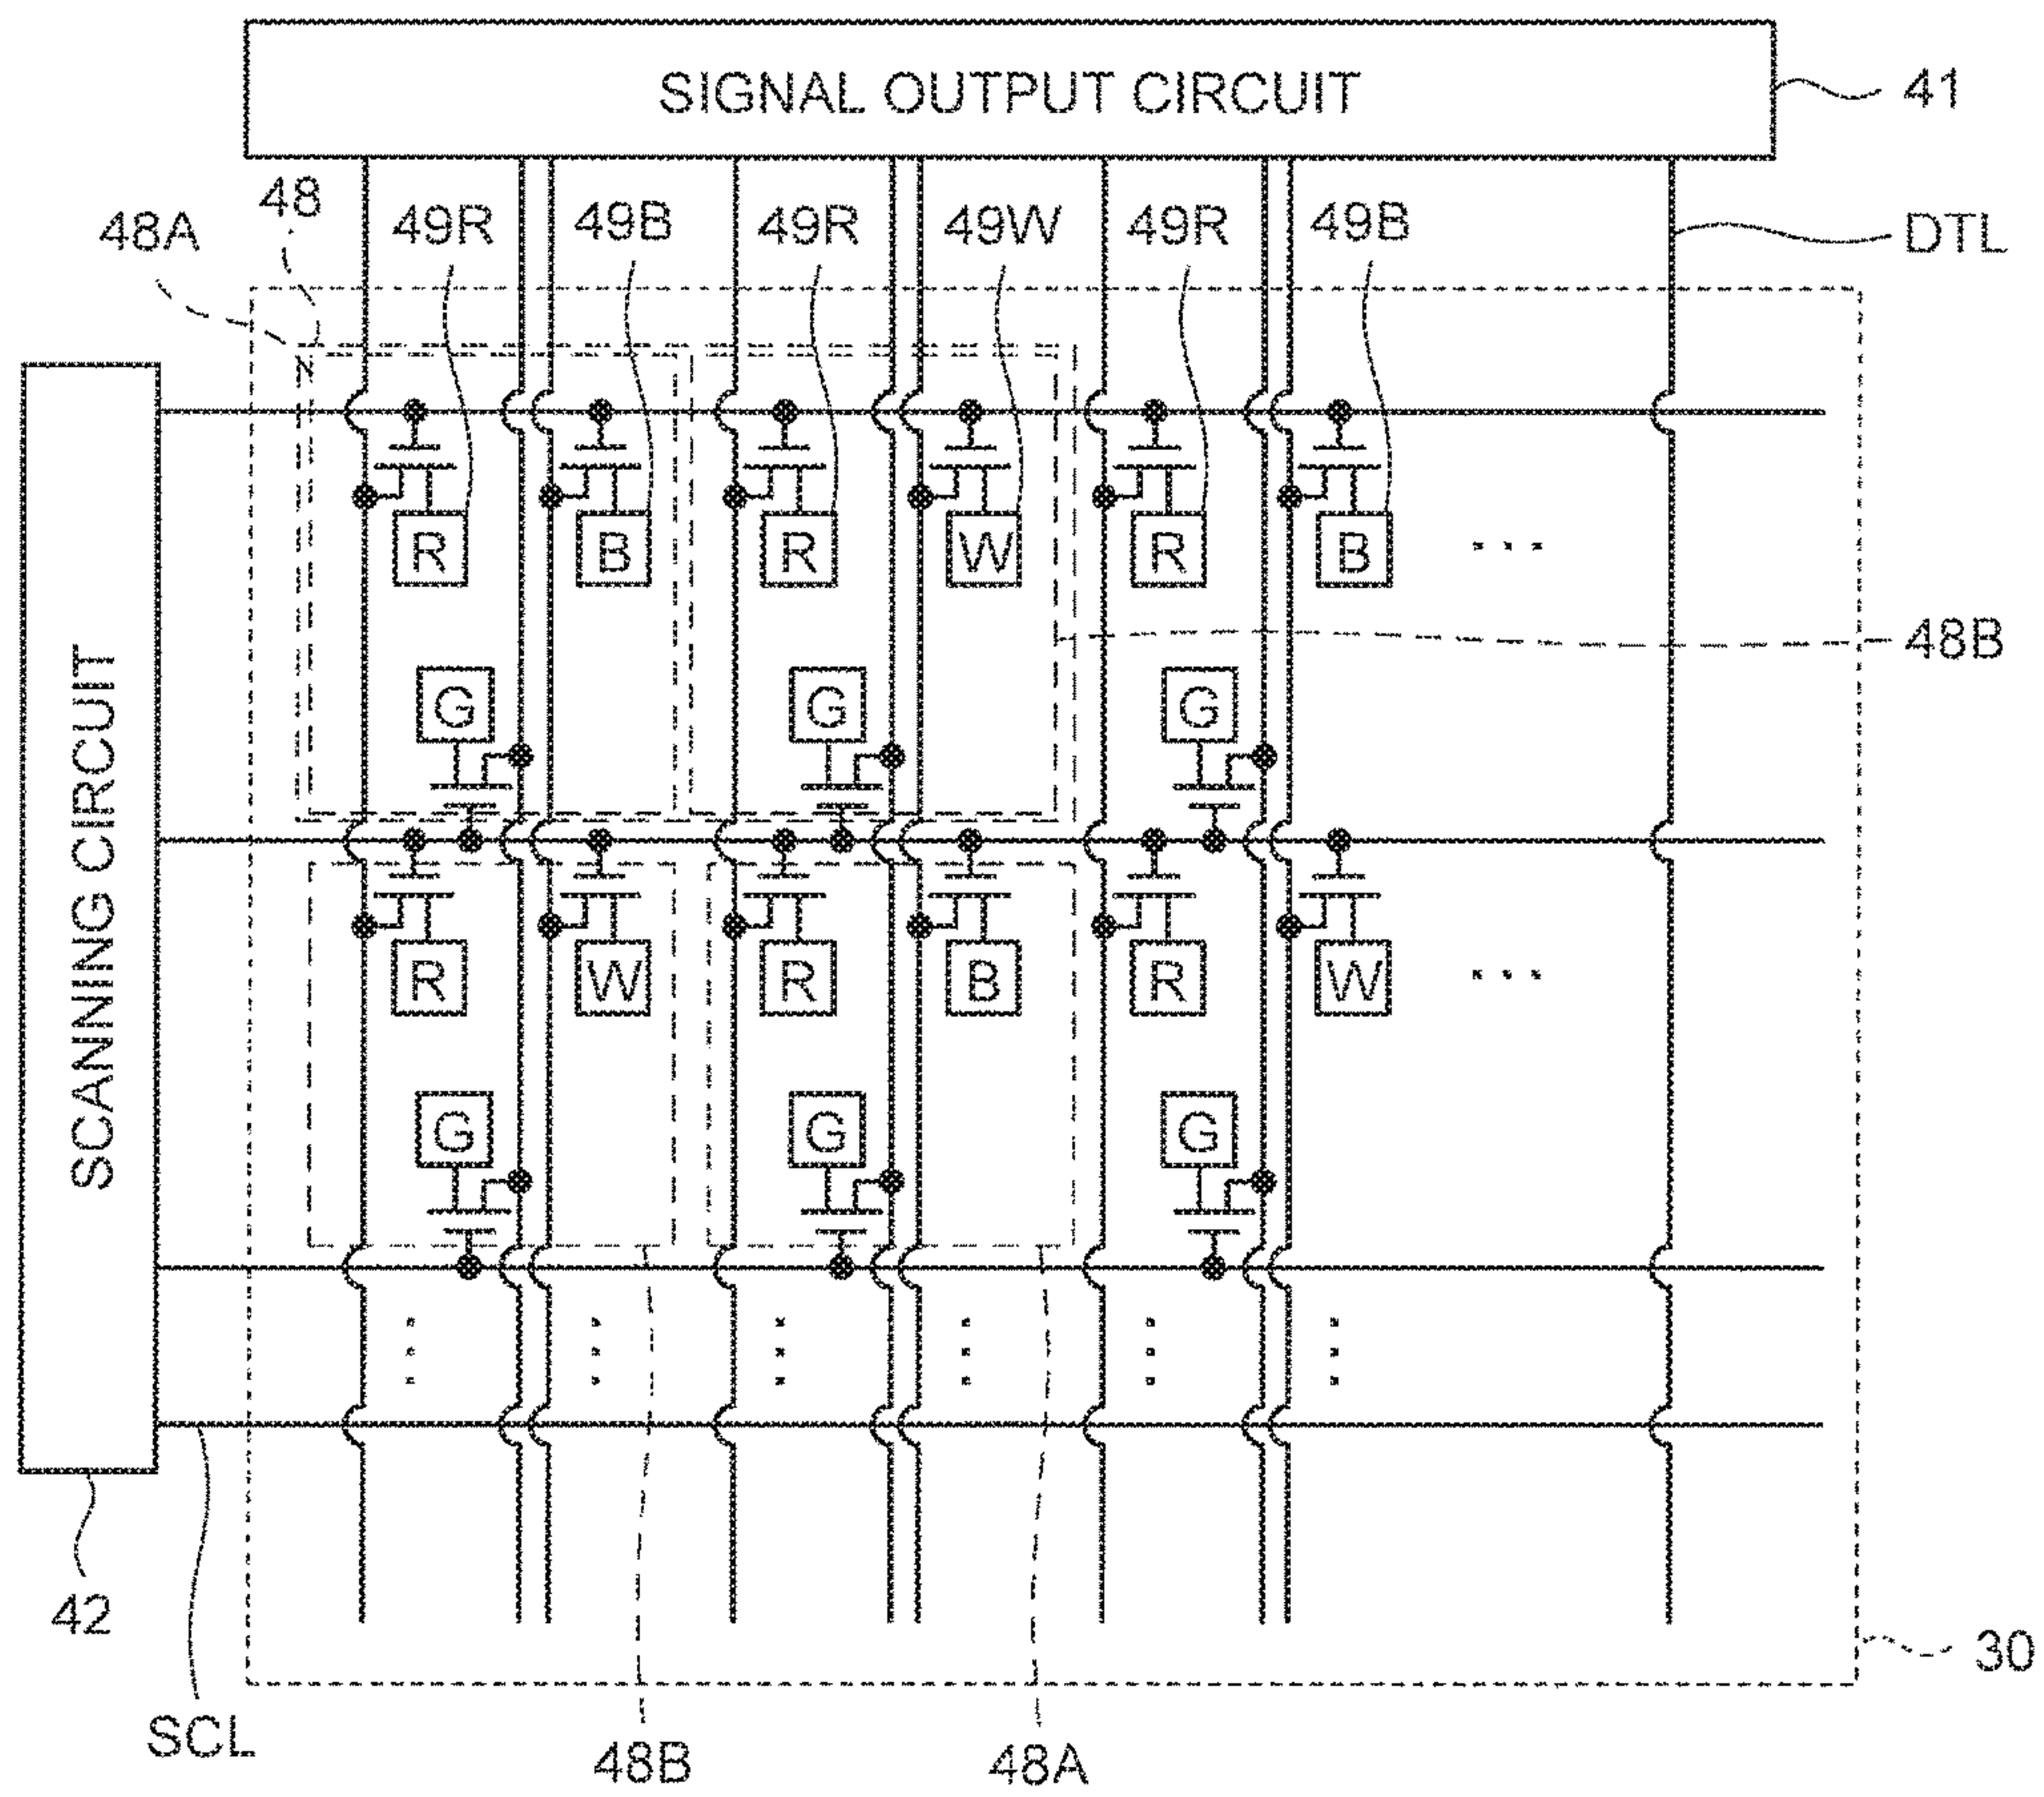 SIGNAL OUTPUT CIRCUIT
41
48
48A
49R
49B
49R
49W
49R
49B
DTL
R
B
R
W
R
B
. . .
48B
G
G
G
SCANNING CIRCUIT
R
W
R
B
R
W
. . .
G
G
G
42
30
SCL
48B
48A